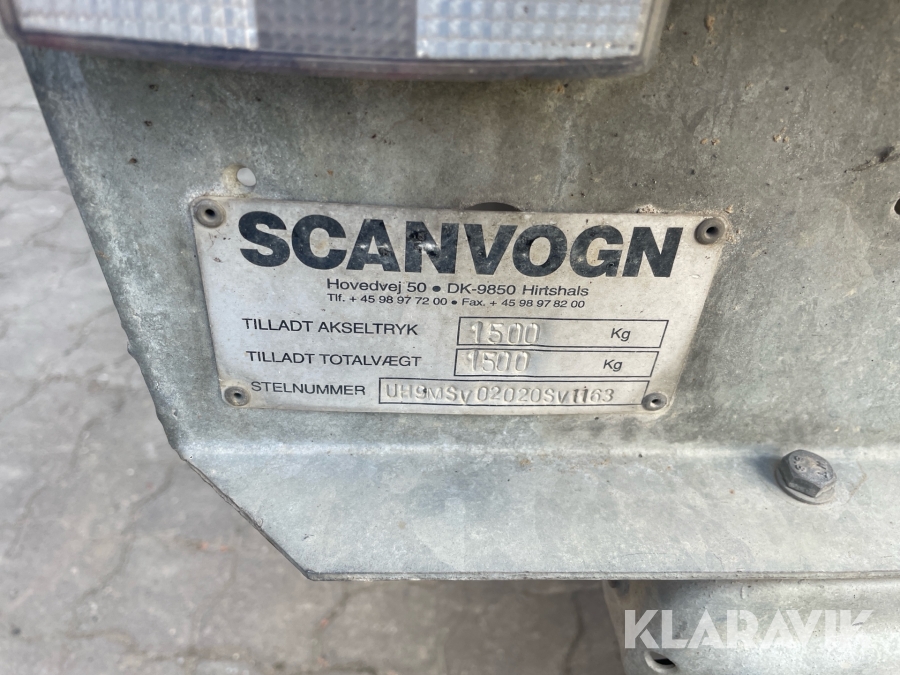 SCANVOGN
Hovedvej 50 • DK-9850 Hirtshals
Tlf. + 45 98 97 72 00 • Fax. + 45 98 97 82 00
TILLADT AKSELTRYK 1500 Kg
TILLADT TOTALVÆGT 1500 Kg
STELNUMMER UH9MSV02020SV1163
KLARAVIK